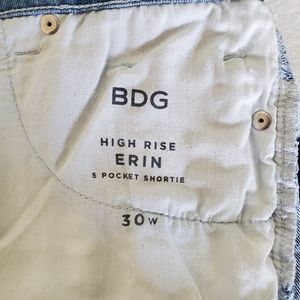 BDG
HIGH RISE
ERIN
5 POCKET SHORTIE
30W